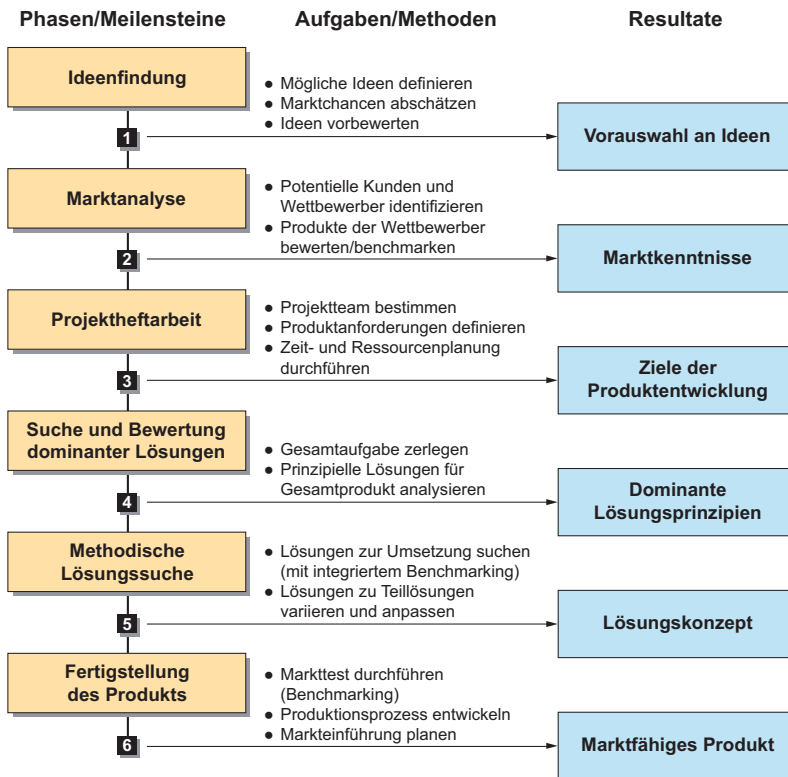 Phasen/Meilensteine
Aufgaben/Methoden
Resultate
Ideenfindung
● Mögliche Ideen definieren
● Marktchancen abschätzen
● Ideen vorbewerten
1
Vorauswahl an Ideen
Marktanalyse
● Potentielle Kunden und
Wettbewerber identifizieren
● Produkte der Wettbewerber
bewerten/benchmarken
2
Marktkenntnisse
Projektheftarbeit
● Projektteam bestimmen
● Produktanforderungen definieren
● Zeit- und Ressourcenplanung
durchführen
3
Ziele der
Produktentwicklung
Suche und Bewertung
dominanter Lösungen
● Gesamtaufgabe zerlegen
● Prinzipielle Lösungen für
Gesamtprodukt analysieren
4
Dominante
Lösungsprinzipien
Methodische
Lösungssuche
● Lösungen zur Umsetzung suchen
(mit integriertem Benchmarking)
● Lösungen zu Teillösungen
variieren und anpassen
5
Lösungskonzept
Fertigstellung
des Produkts
● Markttest durchführen
(Benchmarking)
● Produktionsprozess entwickeln
● Markteinführung planen
6
Marktfähiges Produkt